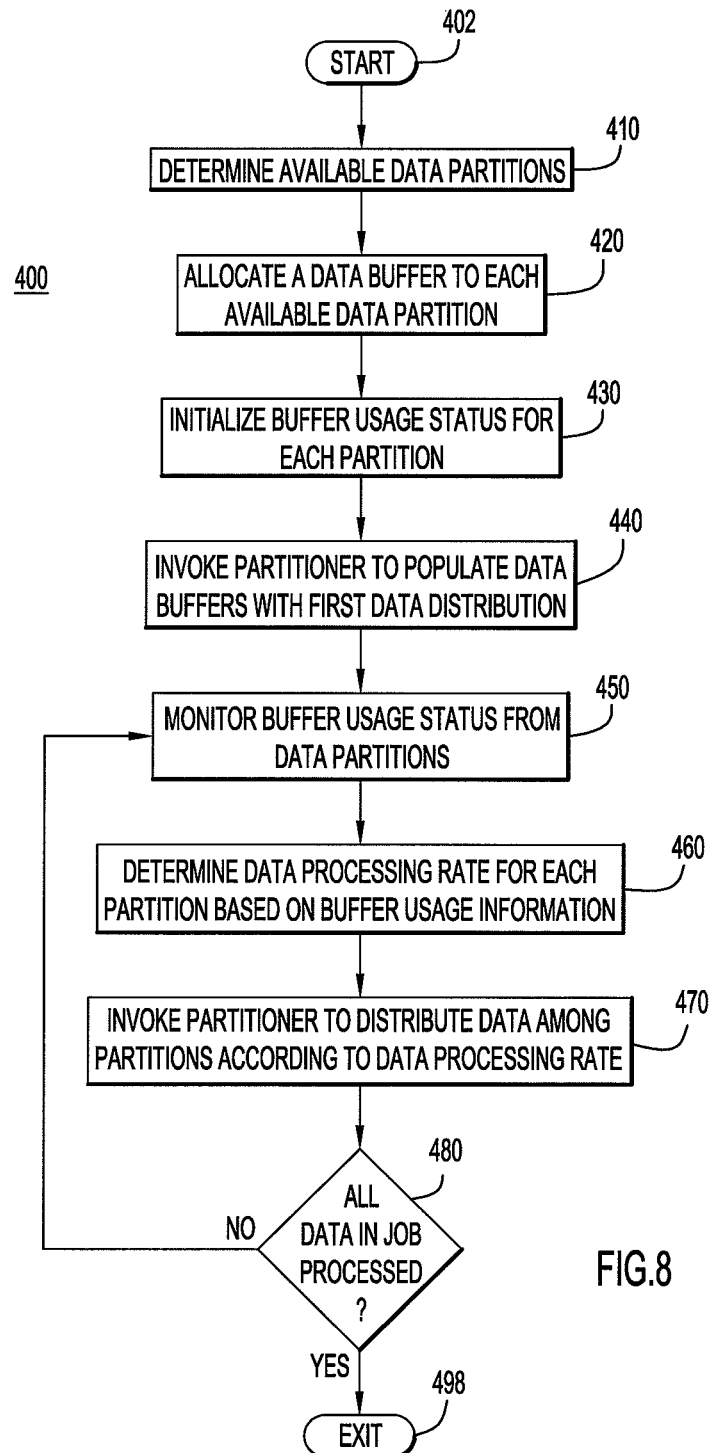 402
START
410
DETERMINE AVAILABLE DATA PARTITIONS
420
400
ALLOCATE A DATA BUFFER TO EACH
AVAILABLE DATA PARTITION
430
INITIALIZE BUFFER USAGE STATUS FOR
EACH PARTITION
440
INVOKE PARTITIONER TO POPULATE DATA
BUFFERS WITH FIRST DATA DISTRIBUTION
450
MONITOR BUFFER USAGE STATUS FROM
DATA PARTITIONS
460
DETERMINE DATA PROCESSING RATE FOR EACH
PARTITION BASED ON BUFFER USAGE INFORMATION
470
INVOKE PARTITIONER TO DISTRIBUTE DATA AMONG
PARTITIONS ACCORDING TO DATA PROCESSING RATE
480
ALL
DATA IN JOB
PROCESSED
?
NO
FIG.8
YES
498
EXIT